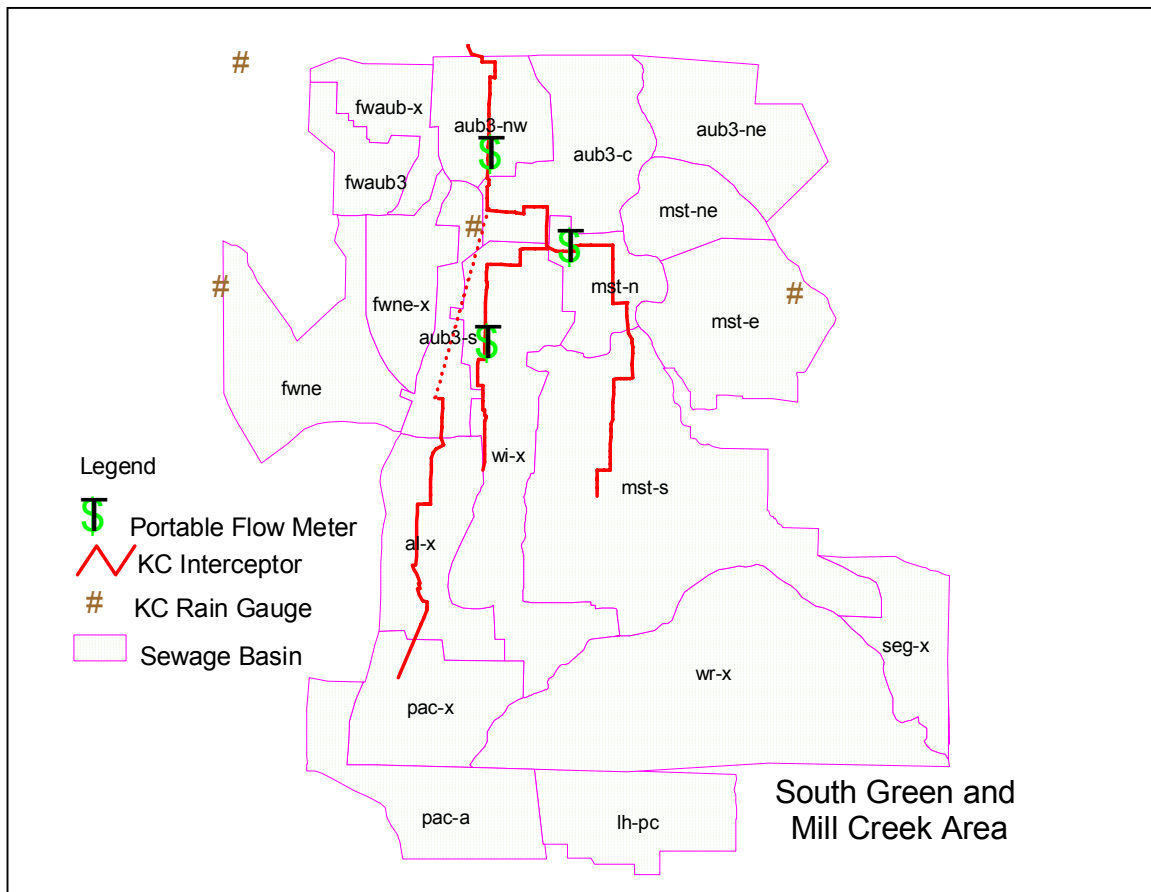 #
fwaub-x
aub3-nw
aub3-ne
aub3-c
fwaub3
mst-ne
#
#
mst-n
#
fwne-x
mst-e
aub3-s
fwne
wi-x
Legend
mst-s
Portable Flow Meter
al-x
KC Interceptor
# KC Rain Gauge
seg-x
Sewage Basin
wr-x
pac-x
South Green and
Mill Creek Area
pac-a
lh-pc